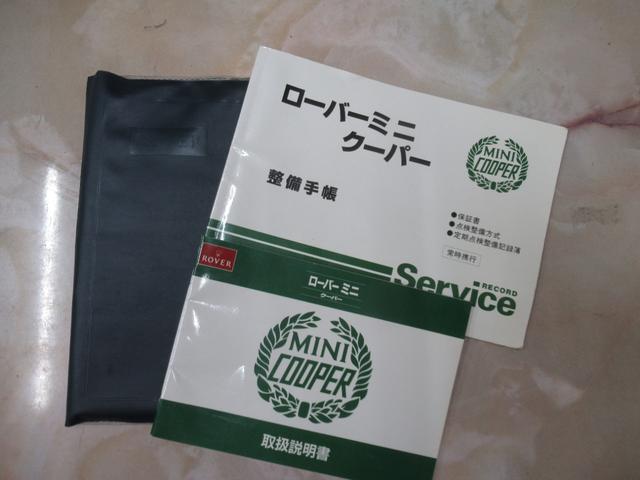 ローバーミニ
クーパー
MINI
COOPER
整備手帳
●保証書
●点検整備方式
●定期点検整備記録簿
常時携行
Service RECORD
ROVER
ローバー ミニ
クーパー
MINI
COOPER
取扱説明書